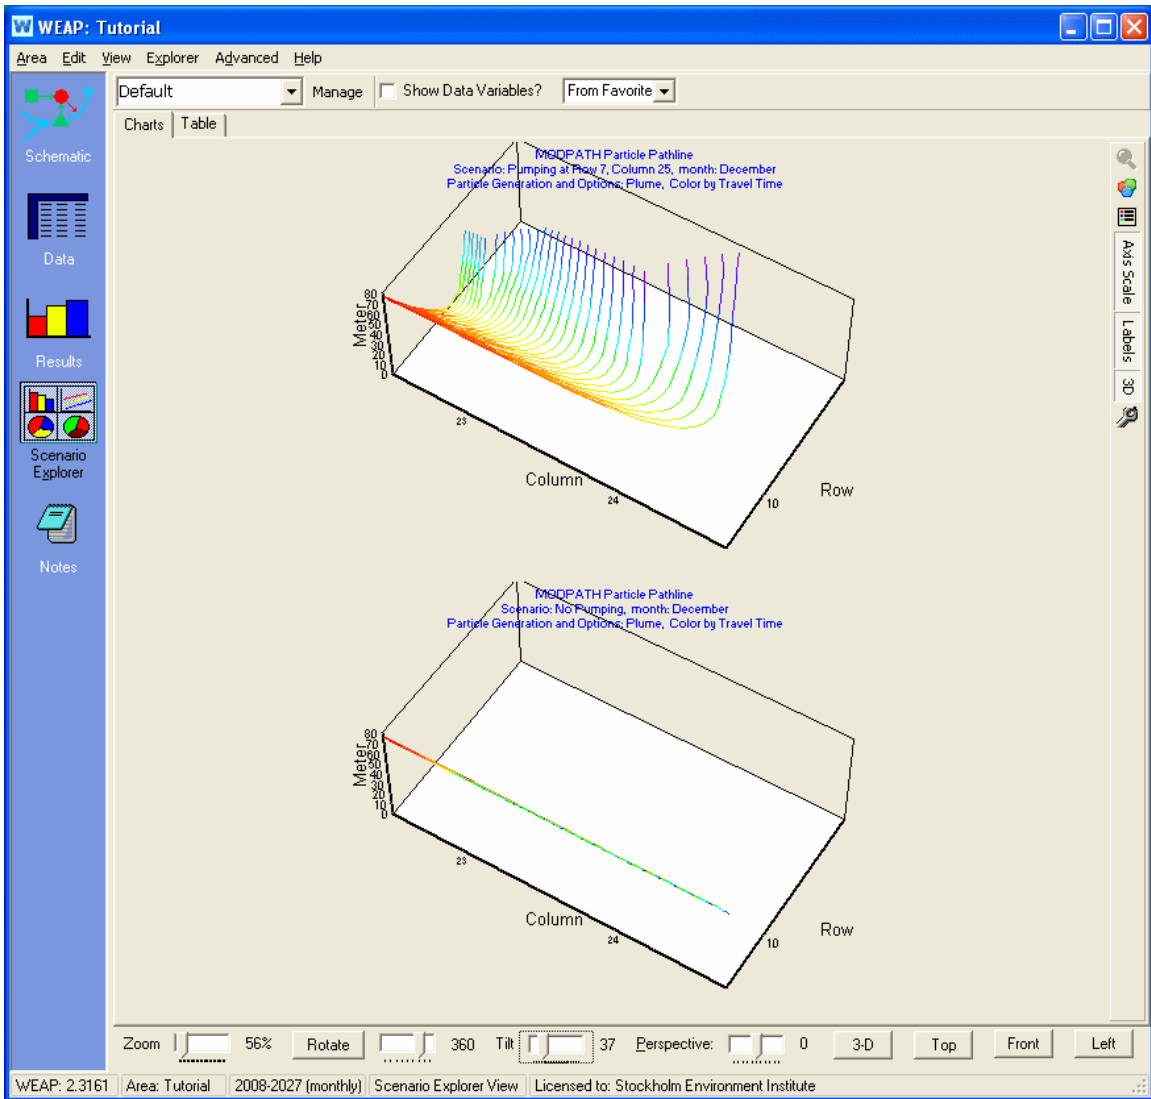 WEAP: Tutorial
Area Edit View Explorer Advanced Help
Default Manage Show Data Variables? From Favorite
Charts Table
Schematic
Data
Results
Scenario
Explorer
Notes
MODPATH Particle Pathline
Scenario: Pumping at Row 7, Column 25, month: December
Particle Generation and Options: Plume, Color by Travel Time
80
70
60
50
40
30
20
10
0
Meter
23
Column
24
10
Row
MODPATH Particle Pathline
Scenario: No Pumping, month: December
Particle Generation and Options: Plume, Color by Travel Time
80
70
60
50
40
30
20
10
0
Meter
23
Column
24
10
Row
Axis Scale
Labels
3D
Zoom 56% Rotate 360 Tilt 37 Perspective: 0 3-D Top Front Left
WEAP: 2.3161 Area: Tutorial 2008-2027 (monthly) Scenario Explorer View Licensed to: Stockholm Environment Institute